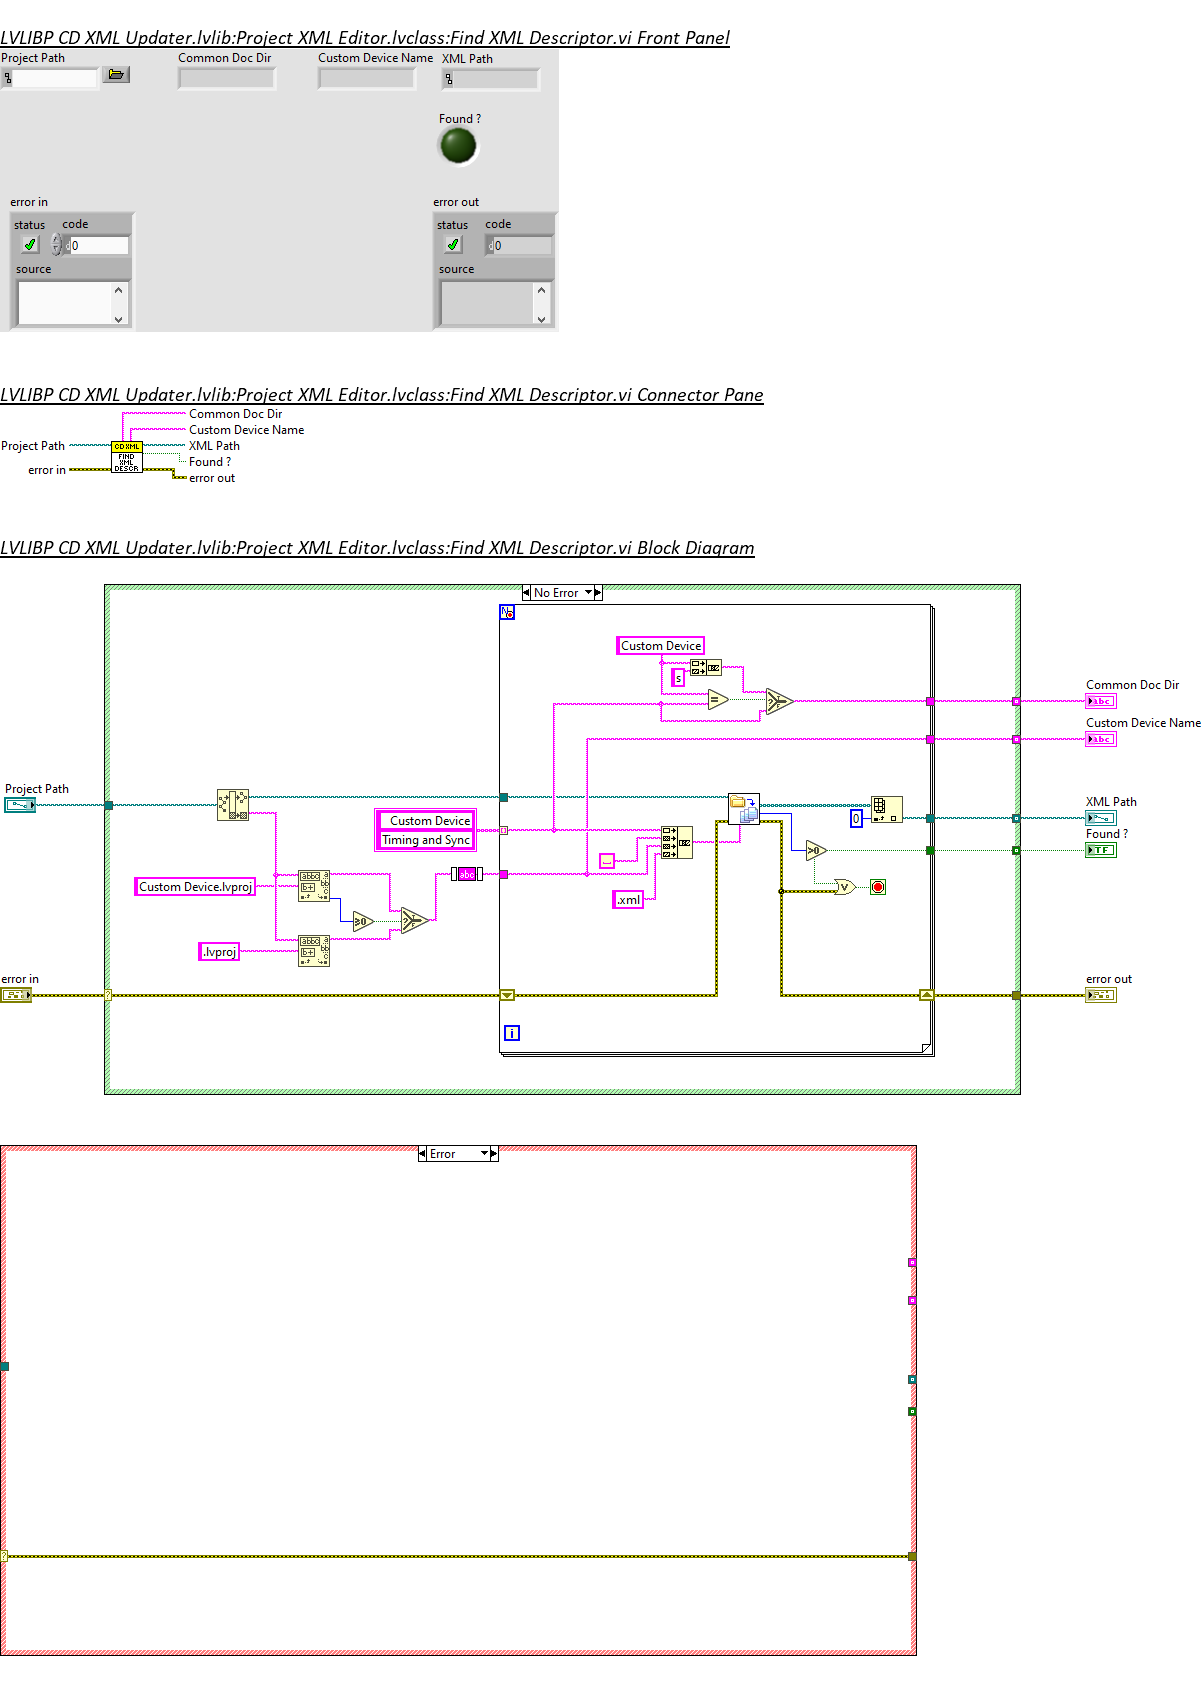 LVLIBP CD XML Updater.lvlib:Project XML Editor.lvclass:Find XML Descriptor.vi Front Panel
Project Path
Common Doc Dir
Custom Device Name
XML Path
Found ?
error in
error out
status
code
status
code
0
0
source
source
LVLIBP CD XML Updater.lvlib:Project XML Editor.lvclass:Find XML Descriptor.vi Connector Pane
Common Doc Dir
Custom Device Name
Project Path
CD XML
XML Path
FIND
XML
DESCR
Found ?
error in
error out
LVLIBP CD XML Updater.lvlib:Project XML Editor.lvclass:Find XML Descriptor.vi Block Diagram
No Error
N
Custom Device
s
=
Common Doc Dir
abc
Custom Device Name
abc
Project Path
XML Path
Custom Device
Timing and Sync
0
Found ?
TF
>0
abc
Custom Device.lvproj
.xml
≥0
.lvproj
error in
error out
i
Error